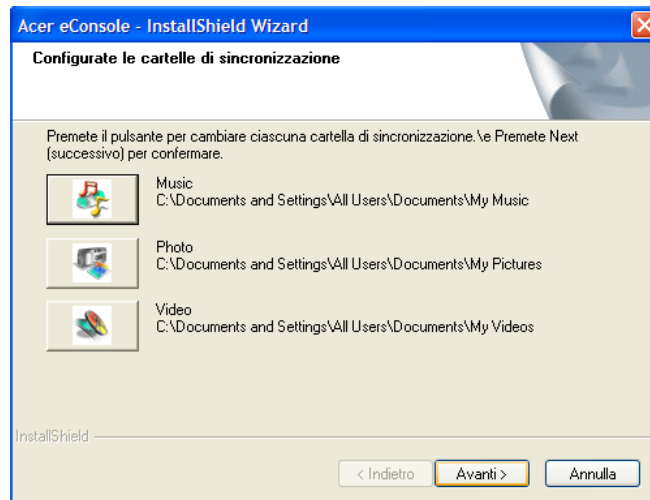 Acer eConsole - InstallShield Wizard
Configurate le cartelle di sincronizzazione
Premete il pulsante per cambiare ciascuna cartella di sincronizzazione.\e Premete Next
(successivo) per confermare.
Music
C:\Documents and Settings\All Users\Documents\My Music
Photo
C:\Documents and Settings\All Users\Documents\My Pictures
Video
C:\Documents and Settings\All Users\Documents\My Videos
InstallShield
< Indietro Avanti > Annulla